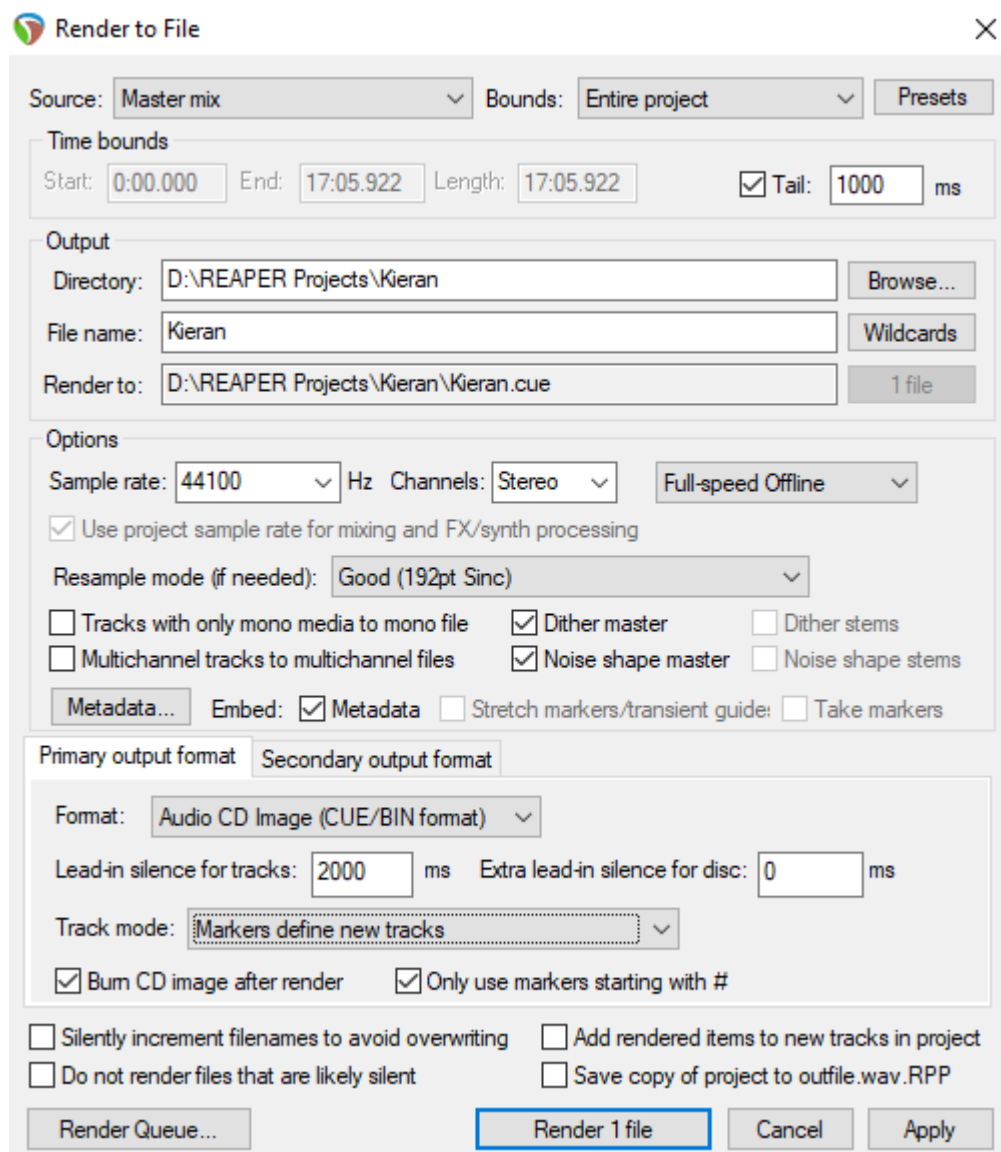 Render to File
Source: Master mix Bounds: Entire project Presets
Time bounds
Start: 0:00.000 End: 17:05.922 Length: 17:05.922 Tail: 1000 ms
Output
Directory: D:\REAPER Projects\Kieran Browse...
File name: Kieran Wildcards
Render to: D:\REAPER Projects\Kieran\Kieran.cue 1 file
Options
Sample rate: 44100 Hz Channels: Stereo Full-speed Offline
Use project sample rate for mixing and FX/synth processing
Resample mode (if needed): Good (192pt Sinc)
Tracks with only mono media to mono file Dither master Dither stems
Multichannel tracks to multichannel files Noise shape master Noise shape stems
Metadata... Embed: Metadata Stretch markers/transient guide: Take markers
Primary output format Secondary output format
Format: Audio CD Image (CUE/BIN format)
Lead-in silence for tracks: 2000 ms Extra lead-in silence for disc: 0 ms
Track mode: Markers define new tracks
Burn CD image after render Only use markers starting with #
Silently increment filenames to avoid overwriting Add rendered items to new tracks in project
Do not render files that are likely silent Save copy of project to outfile.wav.RPP
Render Queue... Render 1 file Cancel Apply